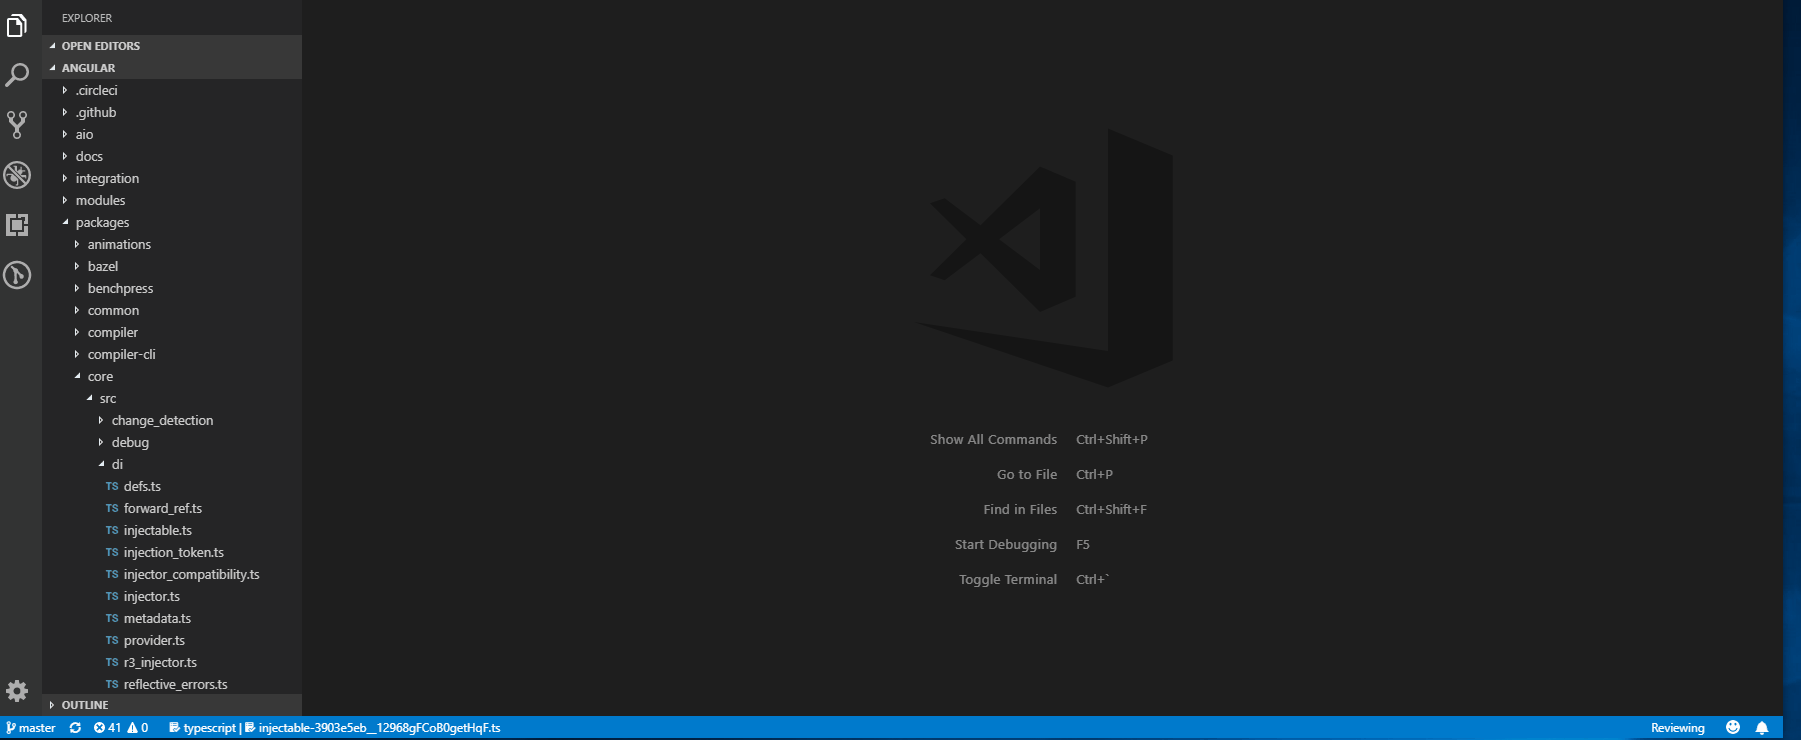 EXPLORER
OPEN EDITORS
ANGULAR
.circleci
.github
aio
docs
integration
modules
packages
animations
bazel
benchpress
common
compiler
compiler-cli
core
src
change_detection
debug
di
TS defs.ts
TS forward_ref.ts
TS injectable.ts
TS injection_token.ts
TS injector_compatibility.ts
TS injector.ts
TS metadata.ts
TS provider.ts
TS r3_injector.ts
TS reflective_errors.ts
OUTLINE
Show All Commands Ctrl+Shift+P
Go to File Ctrl+P
Find in Files Ctrl+Shift+F
Start Debugging F5
Toggle Terminal Ctrl+`
master 41 0 typescript | injectable-3903e5eb__12968gFCoB0getHqF.ts Reviewing